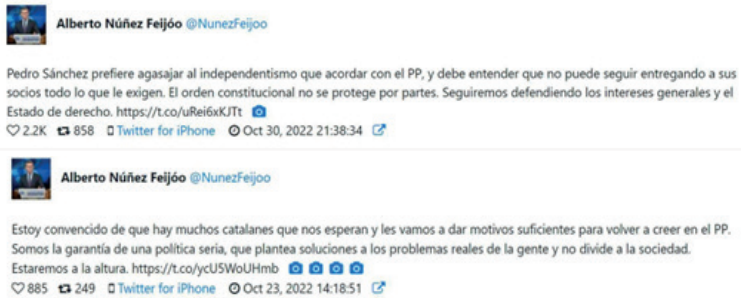 Alberto Núñez Feijóo @NunezFeijoo
Pedro Sánchez prefiere agasajar al independentismo que acordar con el PP, y debe entender que no puede seguir entregando a sus
socios todo lo que le exigen. El orden constitucional no se protege por partes. Seguiremos defendiendo los intereses generales y el
Estado de derecho. https://t.co/uRei6xKJTt
2.2K 858 Twitter for iPhone Oct 30, 2022 21:38:34
Alberto Núñez Feijóo @NunezFeijoo
Estoy convencido de que hay muchos catalanes que nos esperan y les vamos a dar motivos suficientes para volver a creer en el PP.
Somos la garantía de una política seria, que plantea soluciones a los problemas reales de la gente y no divide a la sociedad.
Estaremos a la altura. https://t.co/ycU5WoUHmb
885 249 Twitter for iPhone Oct 23, 2022 14:18:51